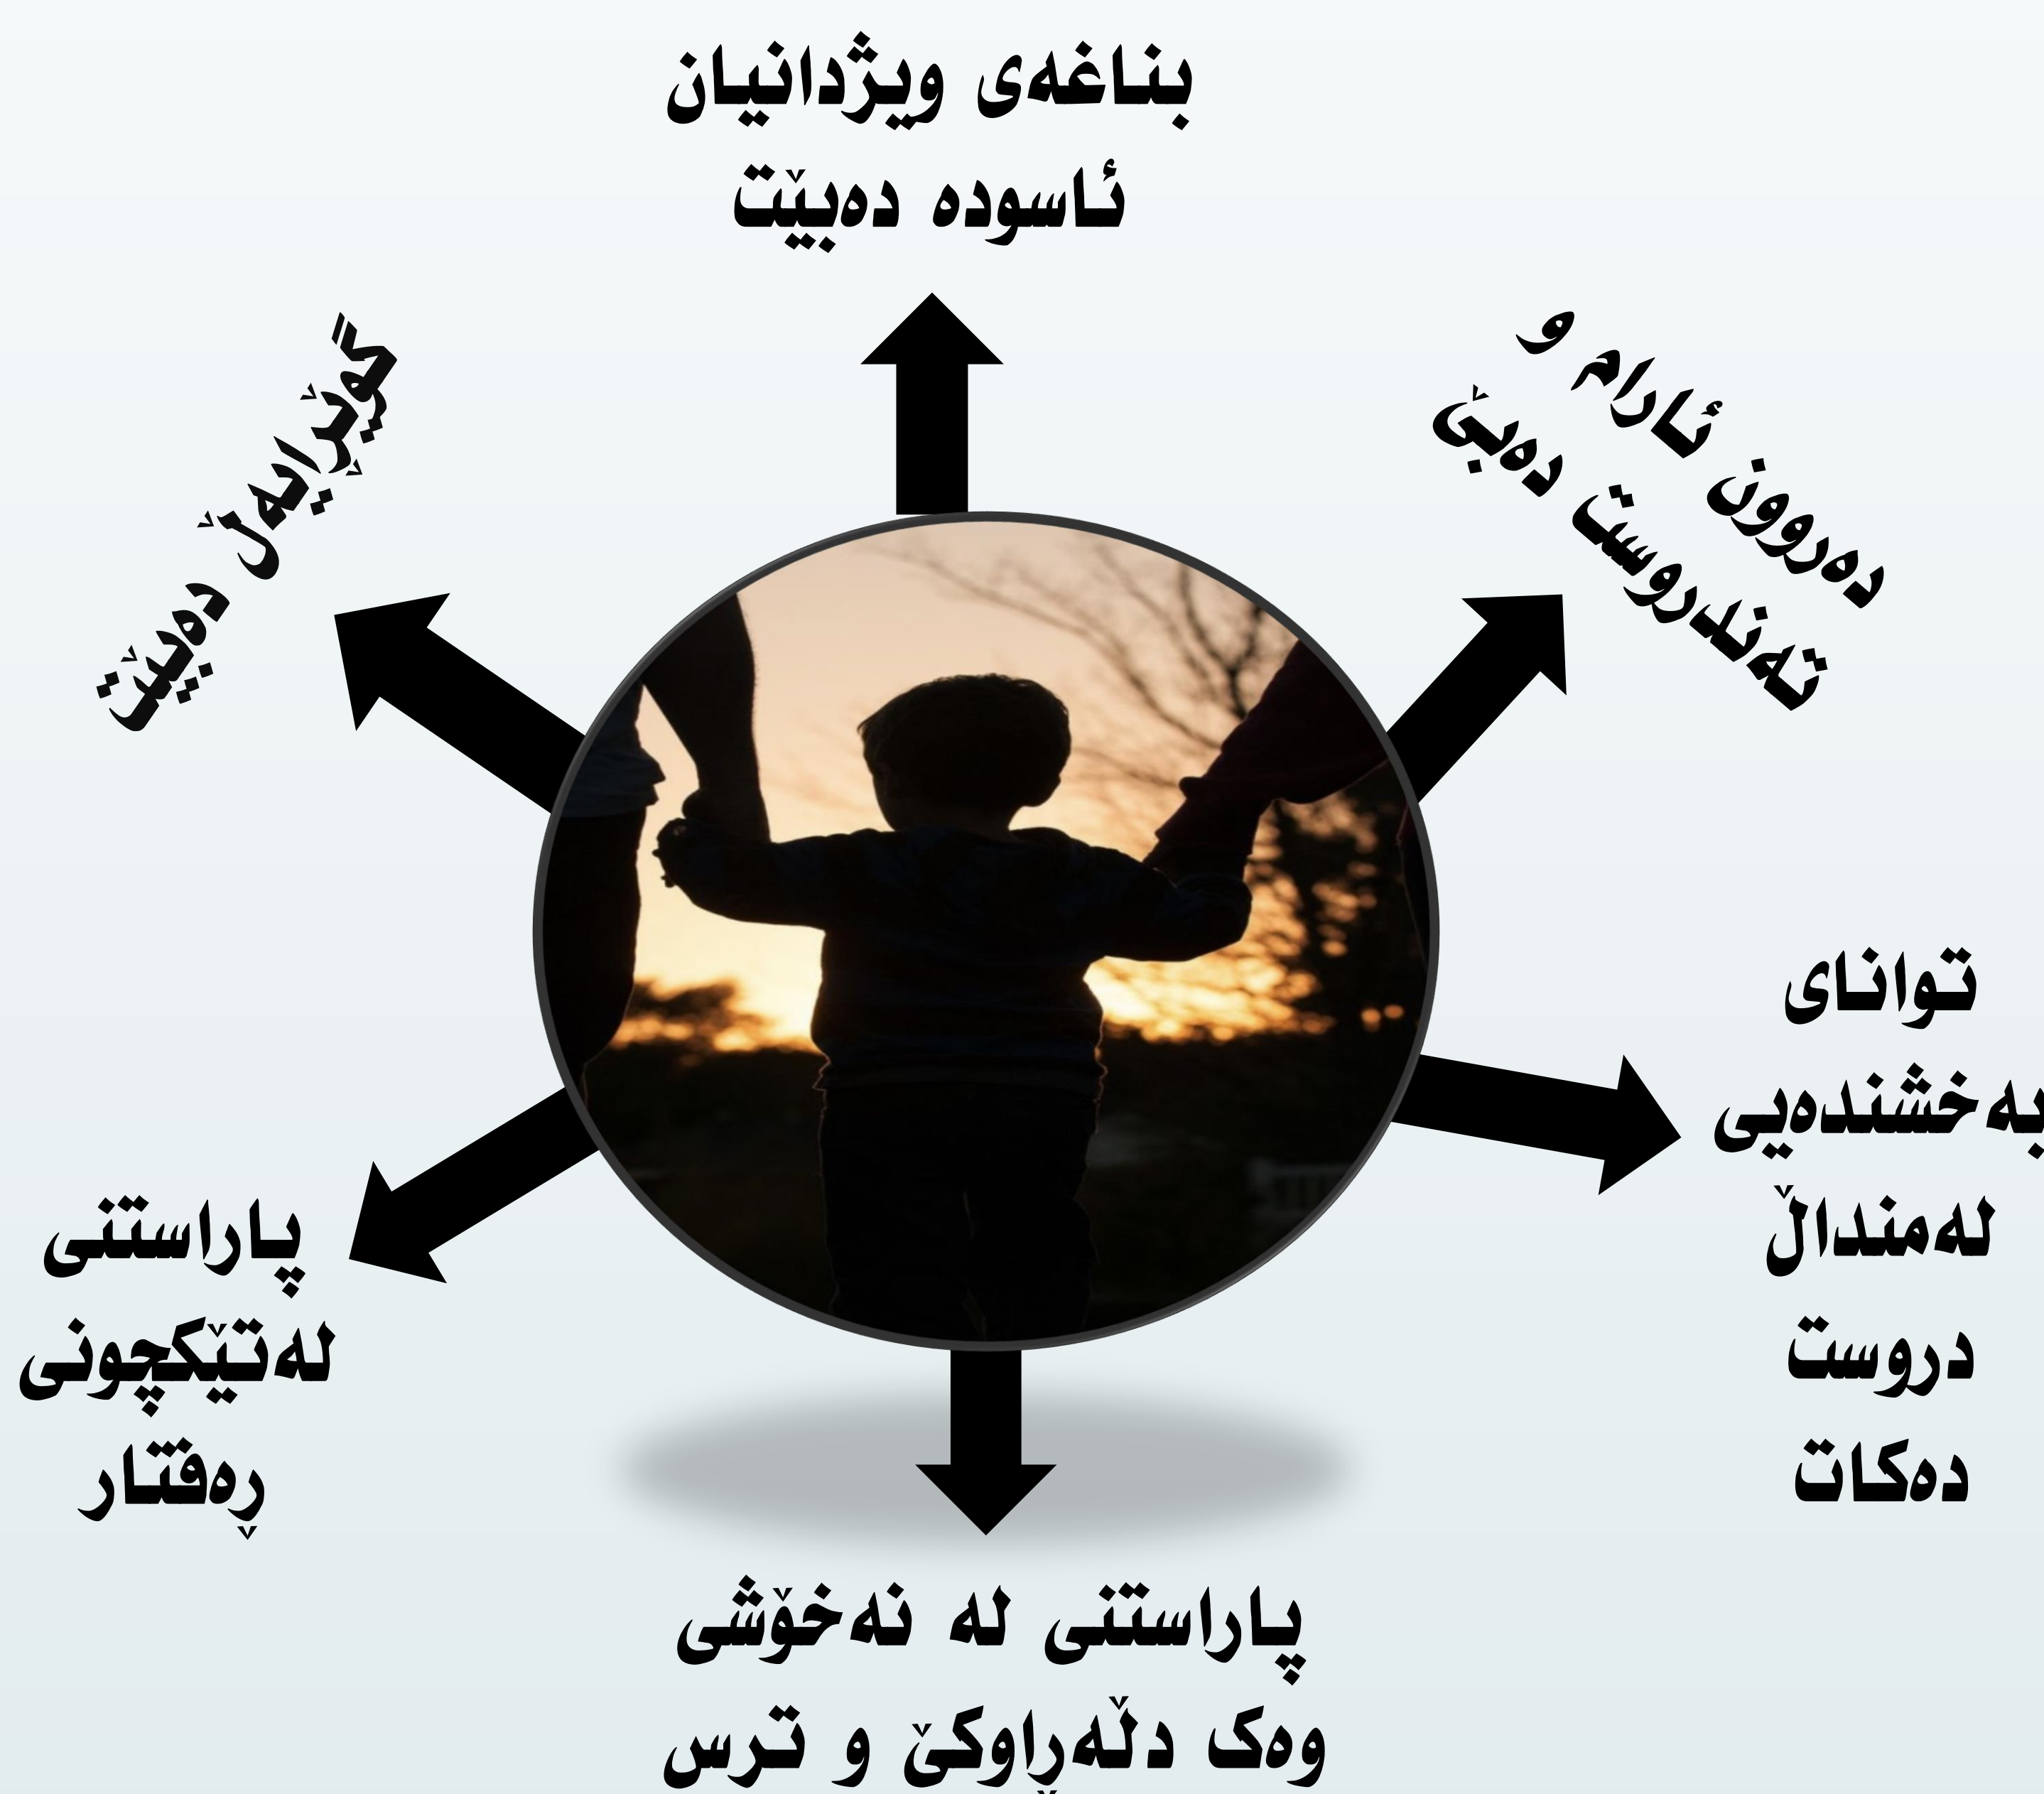 بناغەی ویژدانیان
ئاسودە دەبێت
دەروون ئارام و
تەندروست دەبێ
گوێڕایەڵ دەبێت
توانای
بەخشندەیی
لەمنداڵ
دروست
دەکات
پاراستنی
لەتێکچونی
ڕەفتار
پاراستنی لە نەخۆشی
وەک دڵەڕاوکێ و ترس